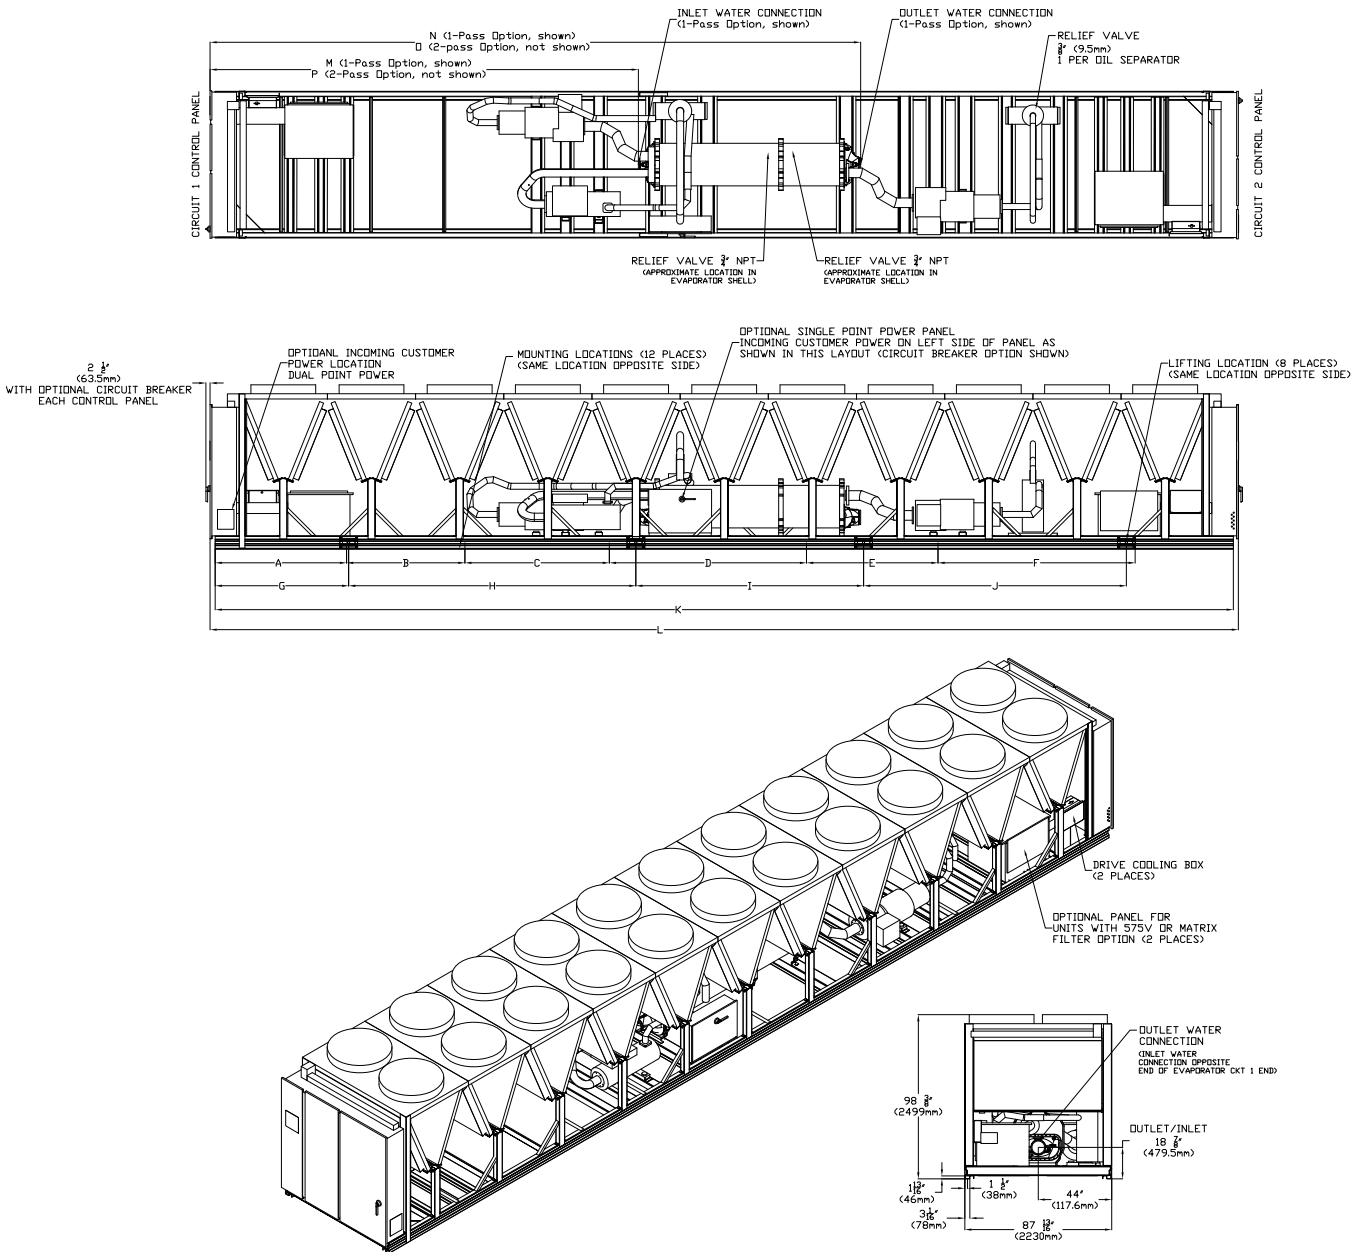 INLET WATER CONNECTION
(1-Pass Option, shown)
OUTLET WATER CONNECTION
(1-Pass Option, shown)
N (1-Pass Option, shown)
O (2-pass Option, not shown)
RELIEF VALVE
3/8" (9.5mm)
1 PER OIL SEPARATOR
M (1-Pass Option, shown)
P (2-Pass Option, not shown)
CIRCUIT 1 CONTROL PANEL
CIRCUIT 2 CONTROL PANEL
RELIEF VALVE 3/4" NPT
(APPROXIMATE LOCATION IN
EVAPORATOR SHELL)
RELIEF VALVE 3/4" NPT
(APPROXIMATE LOCATION IN
EVAPORATOR SHELL)
OPTIONAL SINGLE POINT POWER PANEL
INCOMING CUSTOMER POWER ON LEFT SIDE OF PANEL AS
SHOWN IN THIS LAYOUT (CIRCUIT BREAKER OPTION SHOWN)
OPTIOANL INCOMING CUSTOMER
POWER LOCATION
DUAL POINT POWER
MOUNTING LOCATIONS (12 PLACES)
(SAME LOCATION OPPOSITE SIDE)
LIFTING LOCATION (8 PLACES)
(SAME LOCATION OPPOSITE SIDE)
2 1/2"
(63.5mm)
WITH OPTIONAL CIRCUIT BREAKER
EACH CONTROL PANEL
A
B
C
D
E
F
G
H
I
J
K
L
DRIVE COOLING BOX
(2 PLACES)
OPTIONAL PANEL FOR
UNITS WITH 575V OR MATRIX
FILTER OPTION (2 PLACES)
OUTLET WATER
CONNECTION
(INLET WATER
CONNECTION OPPOSITE
END OF EVAPORATOR CKT 1 END)
98 3/8"
(2499mm)
OUTLET/INLET
18 7/8"
(479.5mm)
1 13/16"
(46mm)
1 1/2"
(38mm)
44"
(117.6mm)
3 1/16"
(78mm)
87 13/16"
(2230mm)